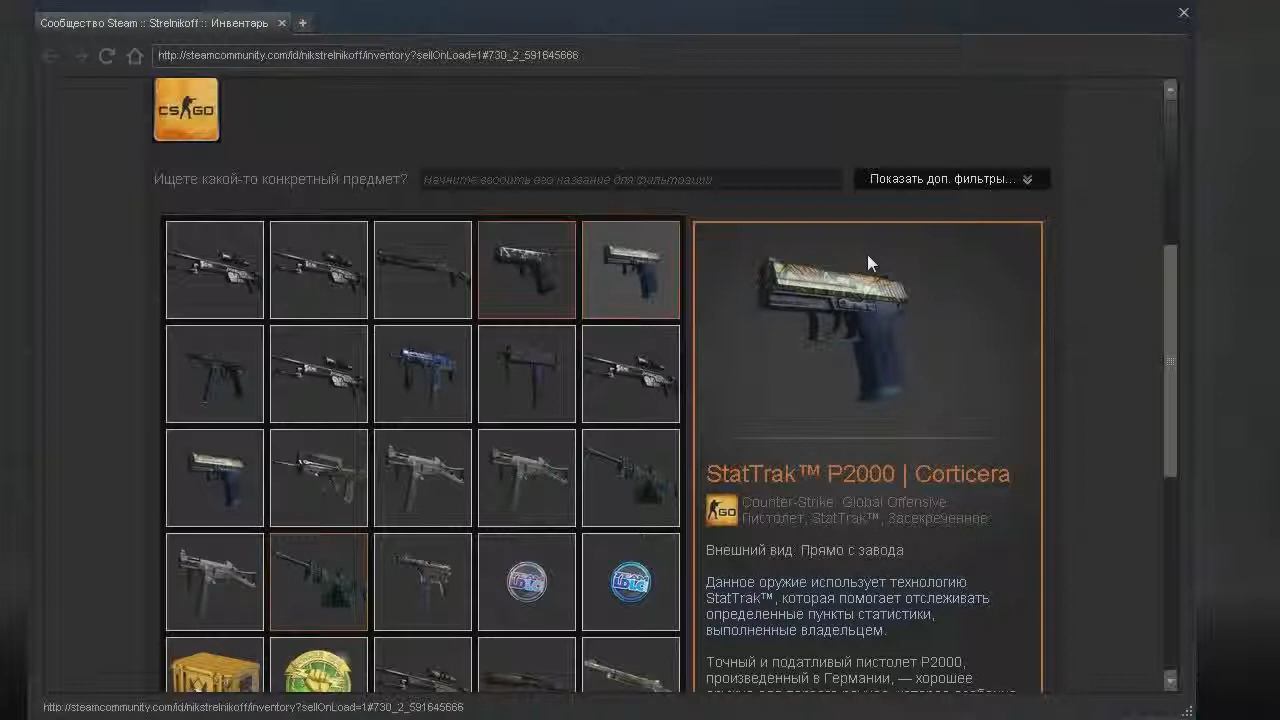 Сообщество Steam :: Strelnikoff :: Инвентарь
http://steamcommunity.com/id/nikstrelnikoff/inventory?sellOnLoad=1#730_2_591645666
CS GO
Ищете какой-то конкретный предмет?
Начните вводить его название для фильтрации
Показать доп. фильтры...
StatTrak™ P2000 | Corticera
GO
Counter-Strike: Global Offensive
Пистолет, StatTrak™, Засекреченное
Внешний вид: Прямо с завода
Данное оружие использует технологию
StatTrak™, которая помогает отслеживать
определенные пункты статистики,
выполненные владельцем.
Точный и податливый пистолет P2000,
произведенный в Германии, — хорошее
http://steamcommunity.com/id/nikstrelnikoff/inventory?sellOnLoad=1#730_2_591645666